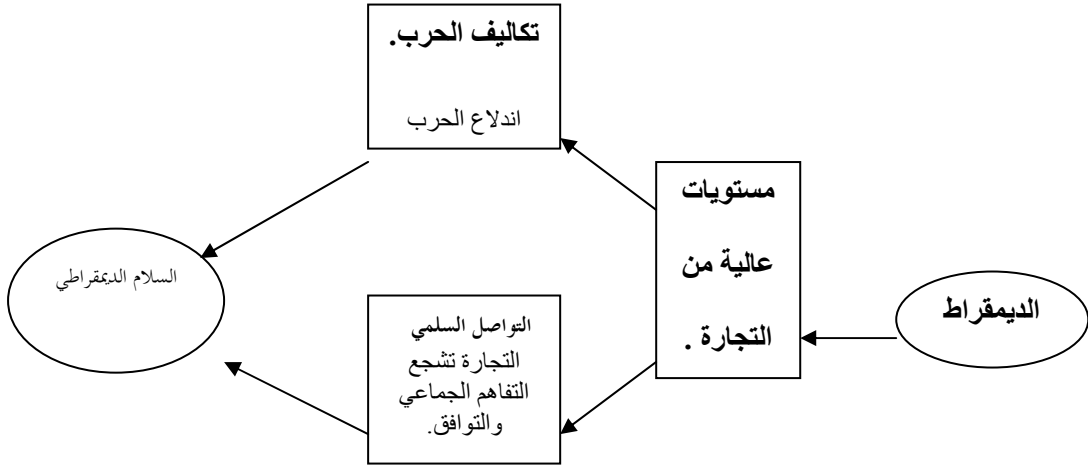 تكاليف الحرب.
اندلاع الحرب
مستويات
عالية من
التجارة .
الديمقراط
السلام الديمقراطي
التواصل السلمي
التجارة تشجع
التفاهم الجماعي
والتوافق.